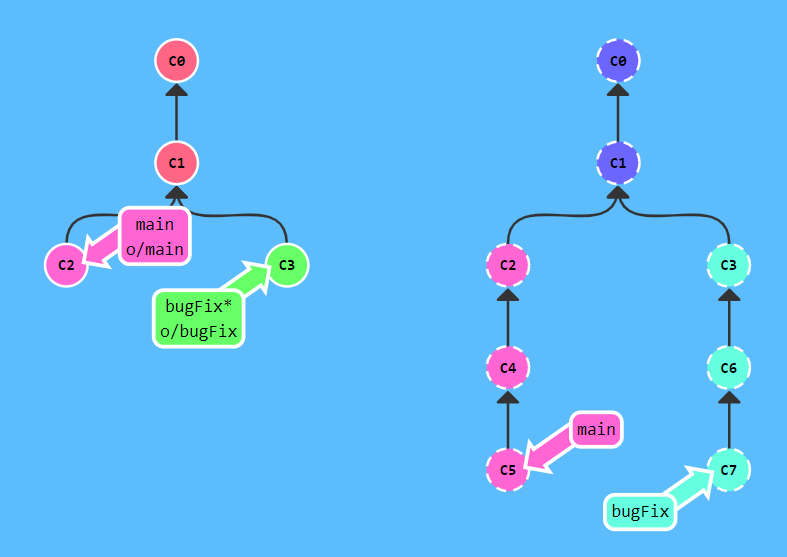 C0
C1
main
o/main
C2
C3
bugFix*
o/bugFix
C0
C1
C2
C3
C4
C6
main
C5
C7
bugFix